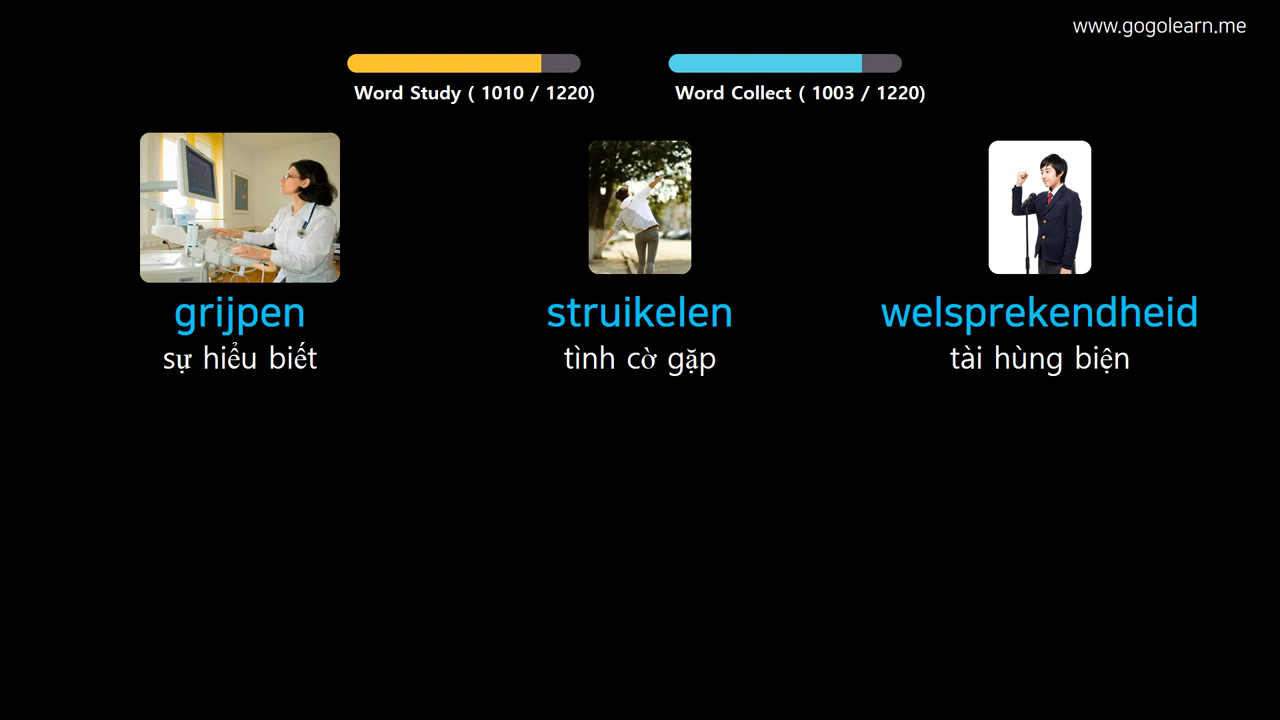 www.gogolearn.me
Word Study ( 1010 / 1220)
Word Collect ( 1003 / 1220)
grijpen
sự hiểu biết
struikelen
tình cờ gặp
welsprekendheid
tài hùng biện